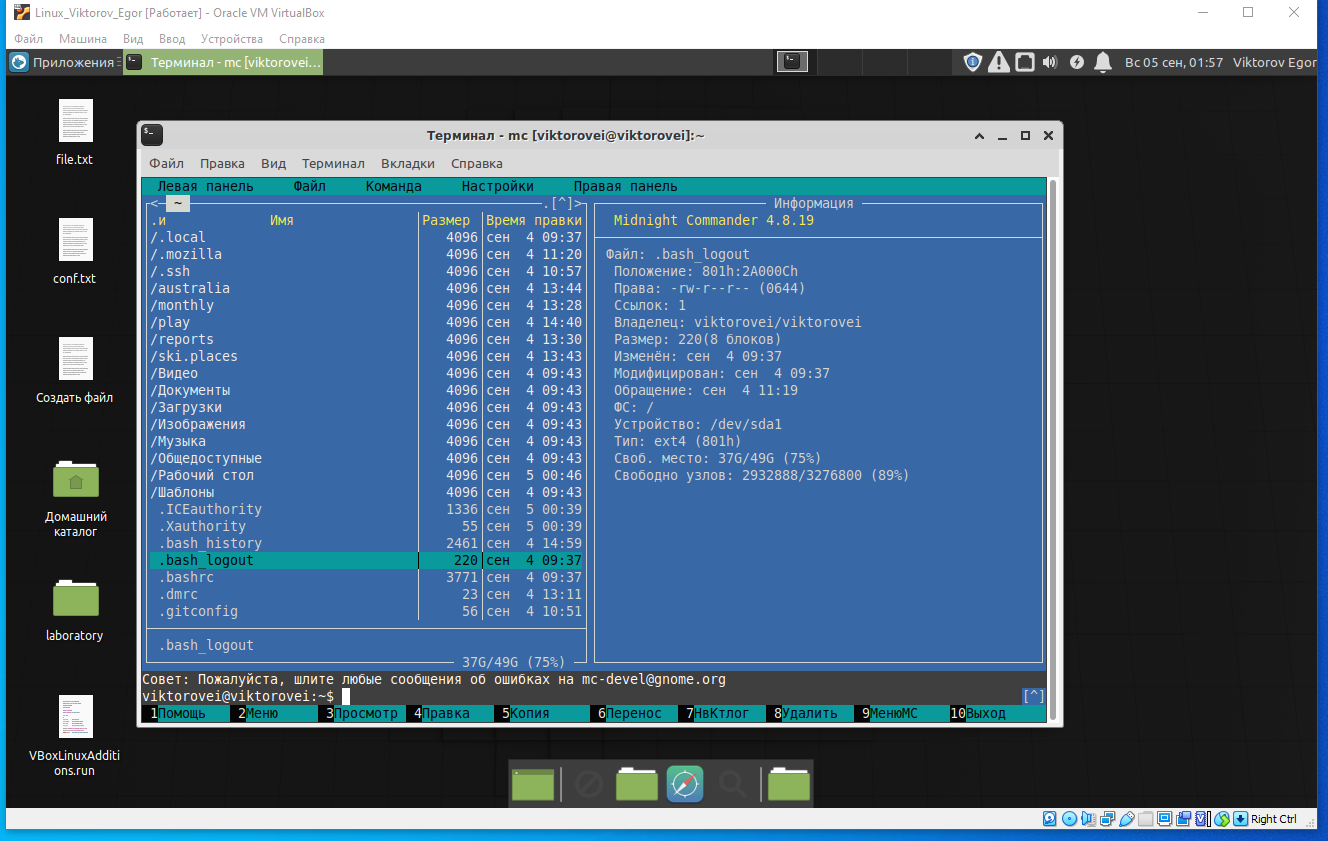 Linux_Viktorov_Egor [Работает] - Oracle VM VirtualBox
Файл Машина Вид Ввод Устройства Справка
Приложения Терминал - mc [viktorovei... Вс 05 сен, 01:57 Viktorov Egor
file.txt
conf.txt
Создать файл
Домашний
каталог
laboratory
VBoxLinuxAdditi
ons.run
Терминал - mc [viktorovei@viktorovei]:~
Файл Правка Вид Терминал Вкладки Справка
Левая панель Файл Команда Настройки Правая панель
<─ ~ .[^]>
.и Имя Размер Время правки
/.local 4096 сен 4 09:37
/.mozilla 4096 сен 4 11:20
/.ssh 4096 сен 4 10:57
/australia 4096 сен 4 13:44
/monthly 4096 сен 4 13:28
/play 4096 сен 4 14:40
/reports 4096 сен 4 13:30
/ski.places 4096 сен 4 13:43
/Видео 4096 сен 4 09:43
/Документы 4096 сен 4 09:43
/Загрузки 4096 сен 4 09:43
/Изображения 4096 сен 4 09:43
/Музыка 4096 сен 4 09:43
/Общедоступные 4096 сен 4 09:43
/Рабочий стол 4096 сен 5 00:46
/Шаблоны 4096 сен 4 09:43
.ICEauthority 1336 сен 5 00:39
.Xauthority 55 сен 5 00:39
.bash_history 2461 сен 4 14:59
.bash_logout 220 сен 4 09:37
.bashrc 3771 сен 4 09:37
.dmrc 23 сен 4 13:11
.gitconfig 56 сен 4 10:51
.bash_logout
37G/49G (75%)
Информация
Midnight Commander 4.8.19
Файл: .bash_logout
Положение: 801h:2A000Ch
Права: -rw-r--r-- (0644)
Ссылок: 1
Владелец: viktorovei/viktorovei
Размер: 220(8 блоков)
Изменён: сен 4 09:37
Модифицирован: сен 4 09:37
Обращение: сен 4 11:19
ФС: /
Устройство: /dev/sda1
Тип: ext4 (801h)
Своб. место: 37G/49G (75%)
Свободно узлов: 2932888/3276800 (89%)
Совет: Пожалуйста, шлите любые сообщения об ошибках на mc-devel@gnome.org
viktorovei@viktorovei:~$ [^]
1Помощь 2Меню 3Просмотр 4Правка 5Копия 6Перенос 7НвКтлог 8Удалить 9МенюМС 10Выход
Right Ctrl